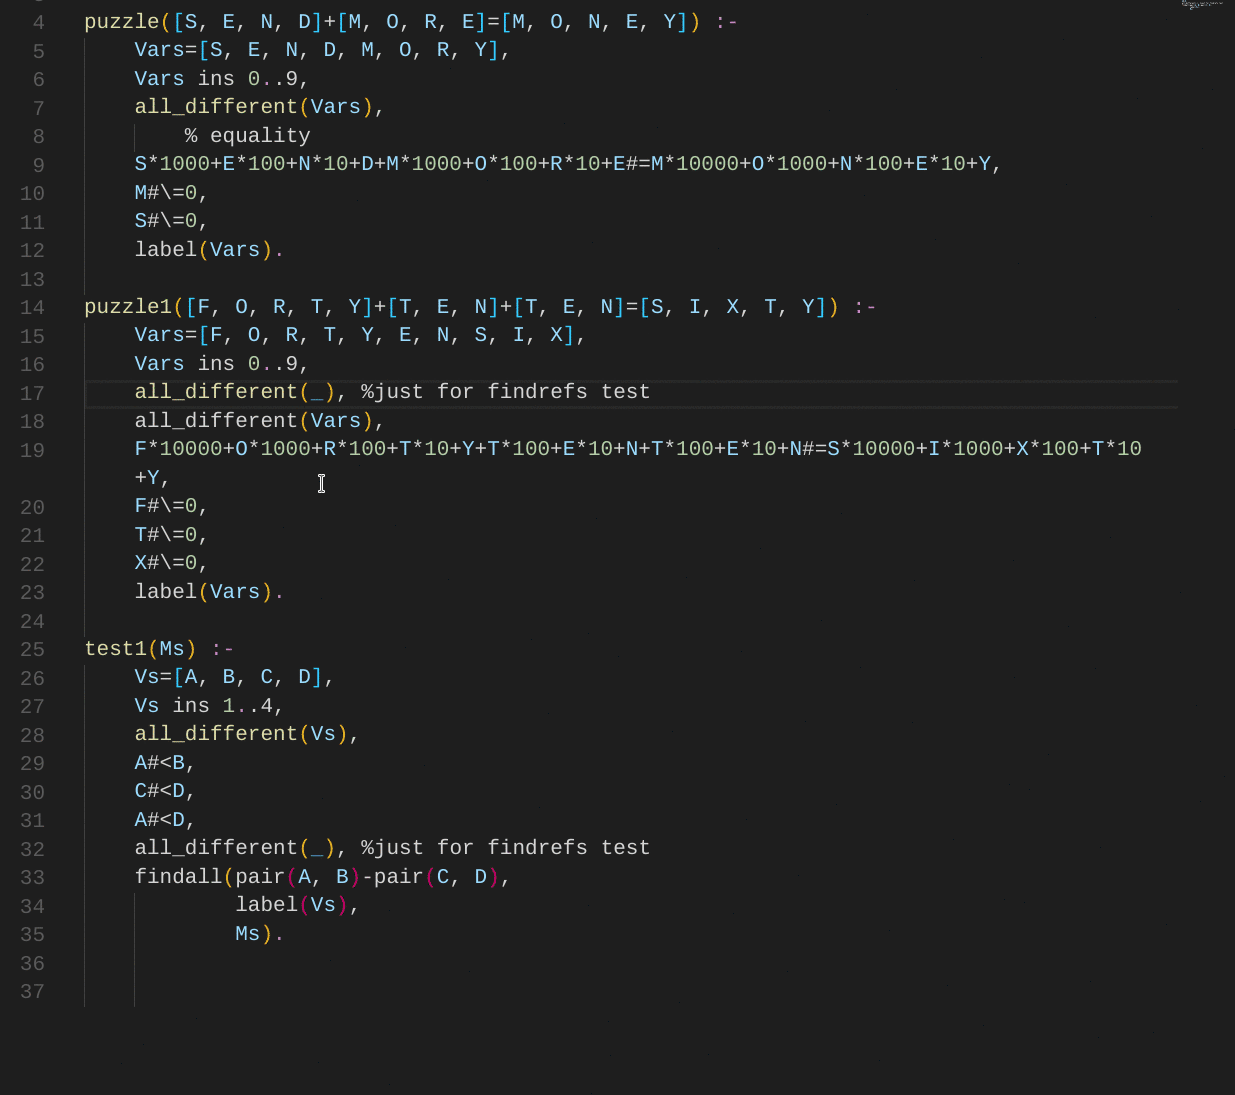 4 puzzle([S, E, N, D]+[M, O, R, E]=[M, O, N, E, Y]) :-
5     Vars=[S, E, N, D, M, O, R, Y],
6     Vars ins 0..9,
7     all_different(Vars),
8         % equality
9     S*1000+E*100+N*10+D+M*1000+O*100+R*10+E#=M*10000+O*1000+N*100+E*10+Y,
10     M#\=0,
11     S#\=0,
12     label(Vars).
13
14 puzzle1([F, O, R, T, Y]+[T, E, N]+[T, E, N]=[S, I, X, T, Y]) :-
15     Vars=[F, O, R, T, Y, E, N, S, I, X],
16     Vars ins 0..9,
17     all_different(_), %just for findrefs test
18     all_different(Vars),
19     F*10000+O*1000+R*100+T*10+Y+T*100+E*10+N+T*100+E*10+N#=S*10000+I*1000+X*100+T*10
    +Y,
20     F#\=0,
21     T#\=0,
22     X#\=0,
23     label(Vars).
24
25 test1(Ms) :-
26     Vs=[A, B, C, D],
27     Vs ins 1..4,
28     all_different(Vs),
29     A#<B,
30     C#<D,
31     A#<D,
32     all_different(_), %just for findrefs test
33     findall(pair(A, B)-pair(C, D),
34             label(Vs),
35             Ms).
36
37